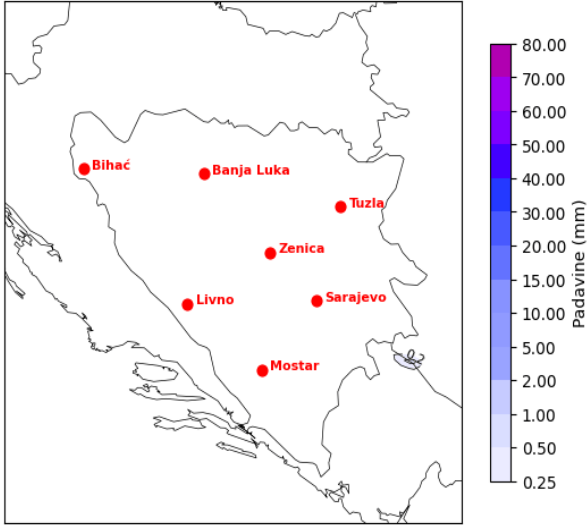 Bihać
Banja Luka
Tuzla
Zenica
Livno
Sarajevo
Mostar
80.00
70.00
60.00
50.00
40.00
30.00
20.00
15.00
10.00
5.00
2.00
1.00
0.50
0.25
Padavine (mm)